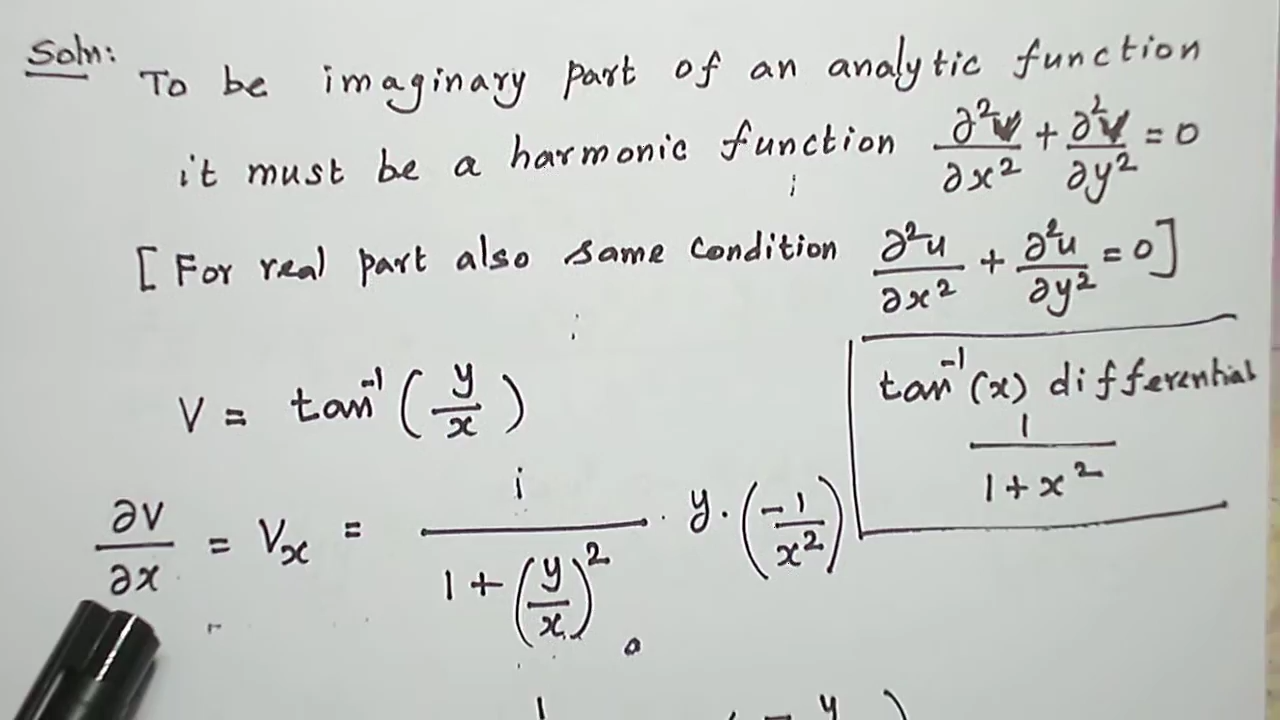 Soln:
To be imaginary part of an analytic function
it must be a harmonic function ∂²v/∂x² + ∂²v/∂y² = 0
[For real part also same condition ∂²u/∂x² + ∂²u/∂y² = 0]
V = tan⁻¹(y/x)
tan⁻¹(x) differential
1/(1+x²)
∂V/∂x = Vx = 1/(1+(y/x)²) . y.(-1/x²)